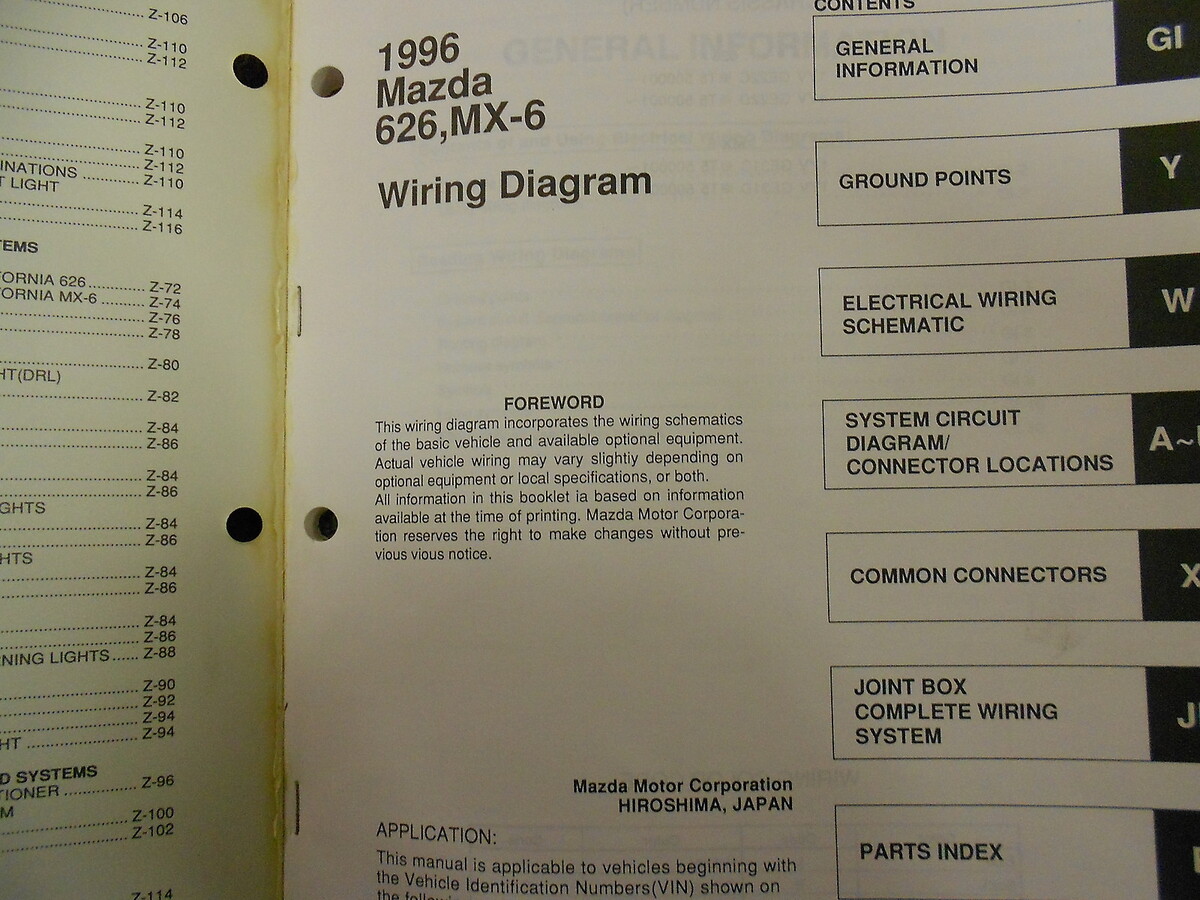 Z-106
Z-110
Z-112
Z-110
Z-112
Z-110
Z-112
INATIONS Z-110
T LIGHT
Z-114
Z-116
EMS
ORNIA 626 Z-72
ORNIA MX-6 Z-74
Z-76
Z-78
Z-80
HT(DRL)
Z-82
Z-84
Z-86
Z-84
Z-86
GHTS
Z-84
Z-86
HTS
Z-84
Z-86
Z-84
Z-86
NING LIGHTS Z-88
Z-90
Z-92
Z-94
HT Z-94
D SYSTEMS
TIONER Z-96
M
Z-100
Z-102
Z-114
1996
Mazda
626,MX-6
Wiring Diagram
FOREWORD
This wiring diagram incorporates the wiring schematics
of the basic vehicle and available optional equipment.
Actual vehicle wiring may vary slightiy depending on
optional equipment or local specifications, or both.
All information in this booklet ia based on information
available at the time of printing. Mazda Motor Corpora-
tion reserves the right to make changes without pre-
vious vious notice.
Mazda Motor Corporation
HIROSHIMA, JAPAN
APPLICATION:
This manual is applicable to vehicles beginning with
the Vehicle Identification Numbers(VIN) shown on
CONTENTS
GENERAL
INFORMATION
GI
GROUND POINTS
Y
ELECTRICAL WIRING
SCHEMATIC
W
SYSTEM CIRCUIT
DIAGRAM/
CONNECTOR LOCATIONS
A~
COMMON CONNECTORS
X
JOINT BOX
COMPLETE WIRING
SYSTEM
J
PARTS INDEX